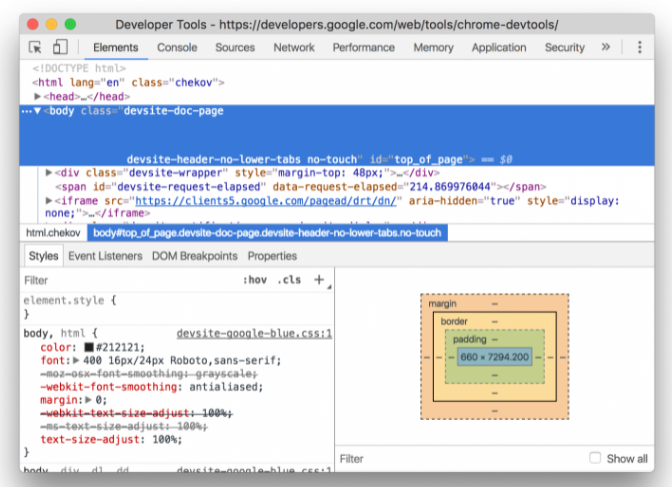 Developer Tools - https://developers.google.com/web/tools/chrome-devtools/
Elements Console Sources Network Performance Memory Application Security »
<!DOCTYPE html>
<html lang="en" class="chekov">
▶<head>…</head>
···▼<body class="devsite-doc-page
devsite-header-no-lower-tabs no-touch" id="top_of_page"> == $0
▶<div class="devsite-wrapper" style="margin-top: 48px;">…</div>
<span id="devsite-request-elapsed" data-request-elapsed="214.869976044"></span>
▶<iframe src="https://clients5.google.com/pagead/drt/dn/" aria-hidden="true" style="display:
none;">…</iframe>
html.chekov body#top_of_page.devsite-doc-page.devsite-header-no-lower-tabs.no-touch
Styles Event Listeners DOM Breakpoints Properties
Filter :hov .cls +
element.style {
}
body, html { devsite-google-blue.css:1
color: #212121;
font:▶ 400 16px/24px Roboto,sans-serif;
-moz-osx-font-smoothing: grayscale;
-webkit-font-smoothing: antialiased;
margin:▶ 0;
-webkit-text-size-adjust: 100%;
-ms-text-size-adjust: 100%;
text-size-adjust: 100%;
}
body, div, dl, dd, devsite-google-blue.css:1
margin –
border –
padding –
– – – 660 × 7294.200 – – –
–
–
–
Filter Show all